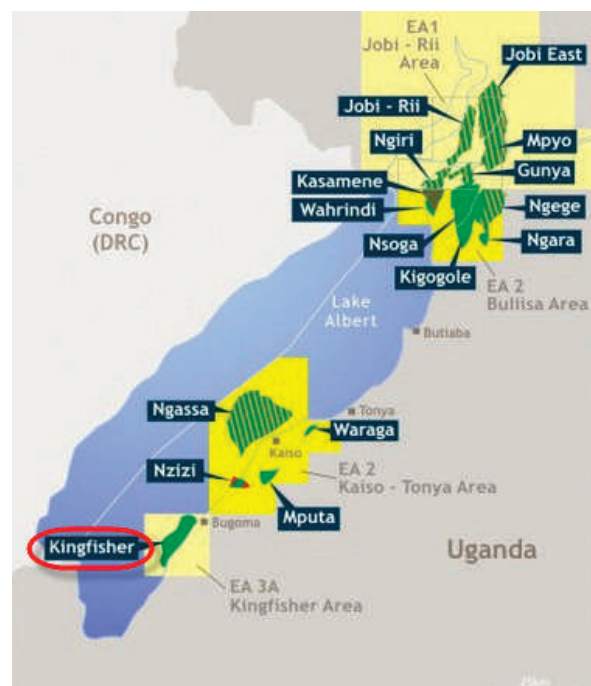 EA1
Jobi - Rii
Area
Jobi East
Jobi - Rii
Ngiri
Mpyo
Gunya
Kasamene
Wahrindi
Ngege
Congo
(DRC)
Nsoga
Ngara
Kigogole
EA 2
Buliisa Area
Lake
Albert
Butiaba
Ngassa
Tonya
Waraga
Kaiso
Nzizi
EA 2
Kaiso - Tonya Area
Mputa
Bugoma
Kingfisher
Uganda
EA 3A
Kingfisher Area